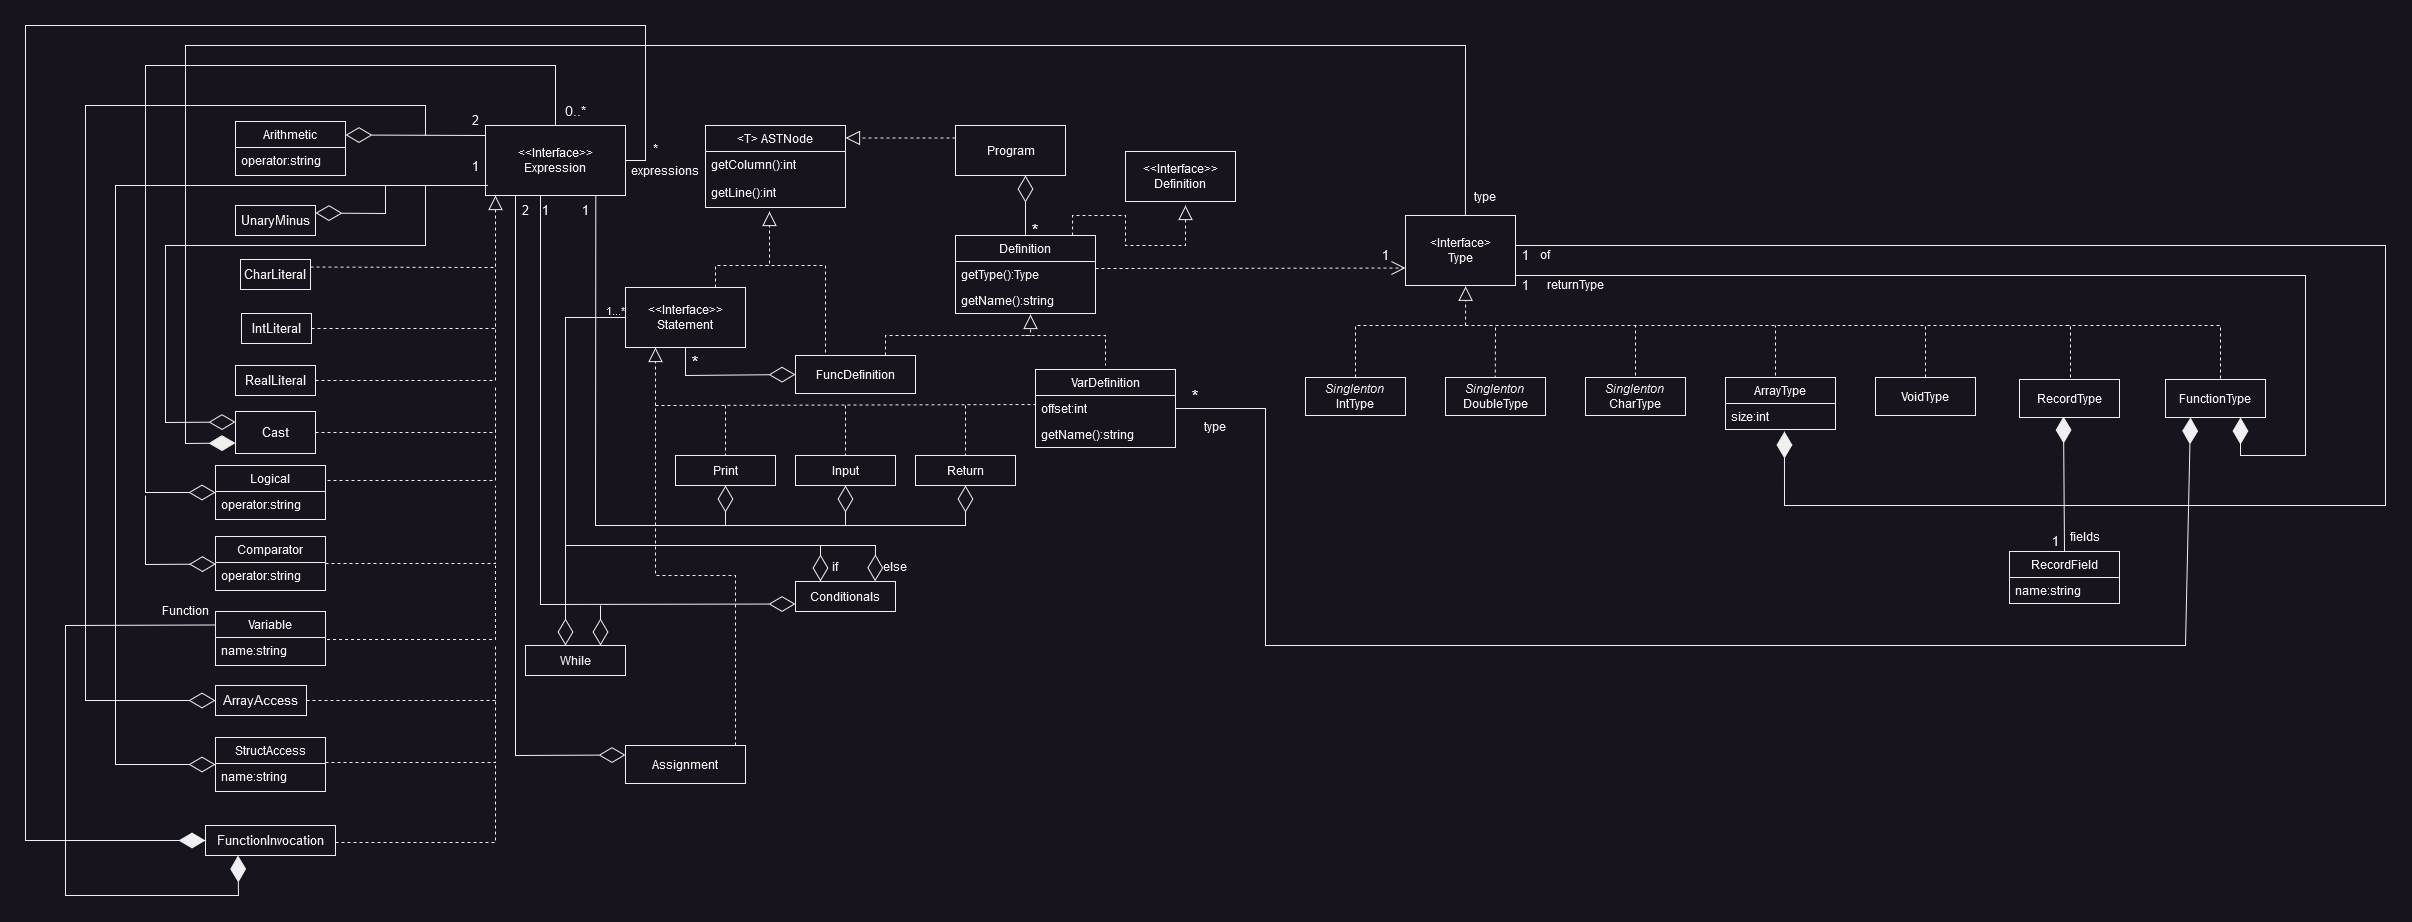 0..*
2
Arithmetic
operator:string
<<Interface>>
Expression
*
expressions
1
UnaryMinus
2
1
1
<T> ASTNode
getColumn():int
getLine():int
Program
<<Interface>>
Definition
*
Definition
getType():Type
getName():string
type
1
<Interface>
Type
1
of
1
returnType
CharLiteral
IntLiteral
RealLiteral
Cast
Logical
operator:string
Comparator
operator:string
Function
Variable
name:string
ArrayAccess
StructAccess
name:string
FunctionInvocation
1...*
<<Interface>>
Statement
*
FuncDefinition
VarDefinition
offset:int
getName():string
*
type
Print
Input
Return
if
else
Conditionals
While
Assignment
Singlenton
IntType
Singlenton
DoubleType
Singlenton
CharType
ArrayType
size:int
VoidType
RecordType
FunctionType
1
fields
RecordField
name:string